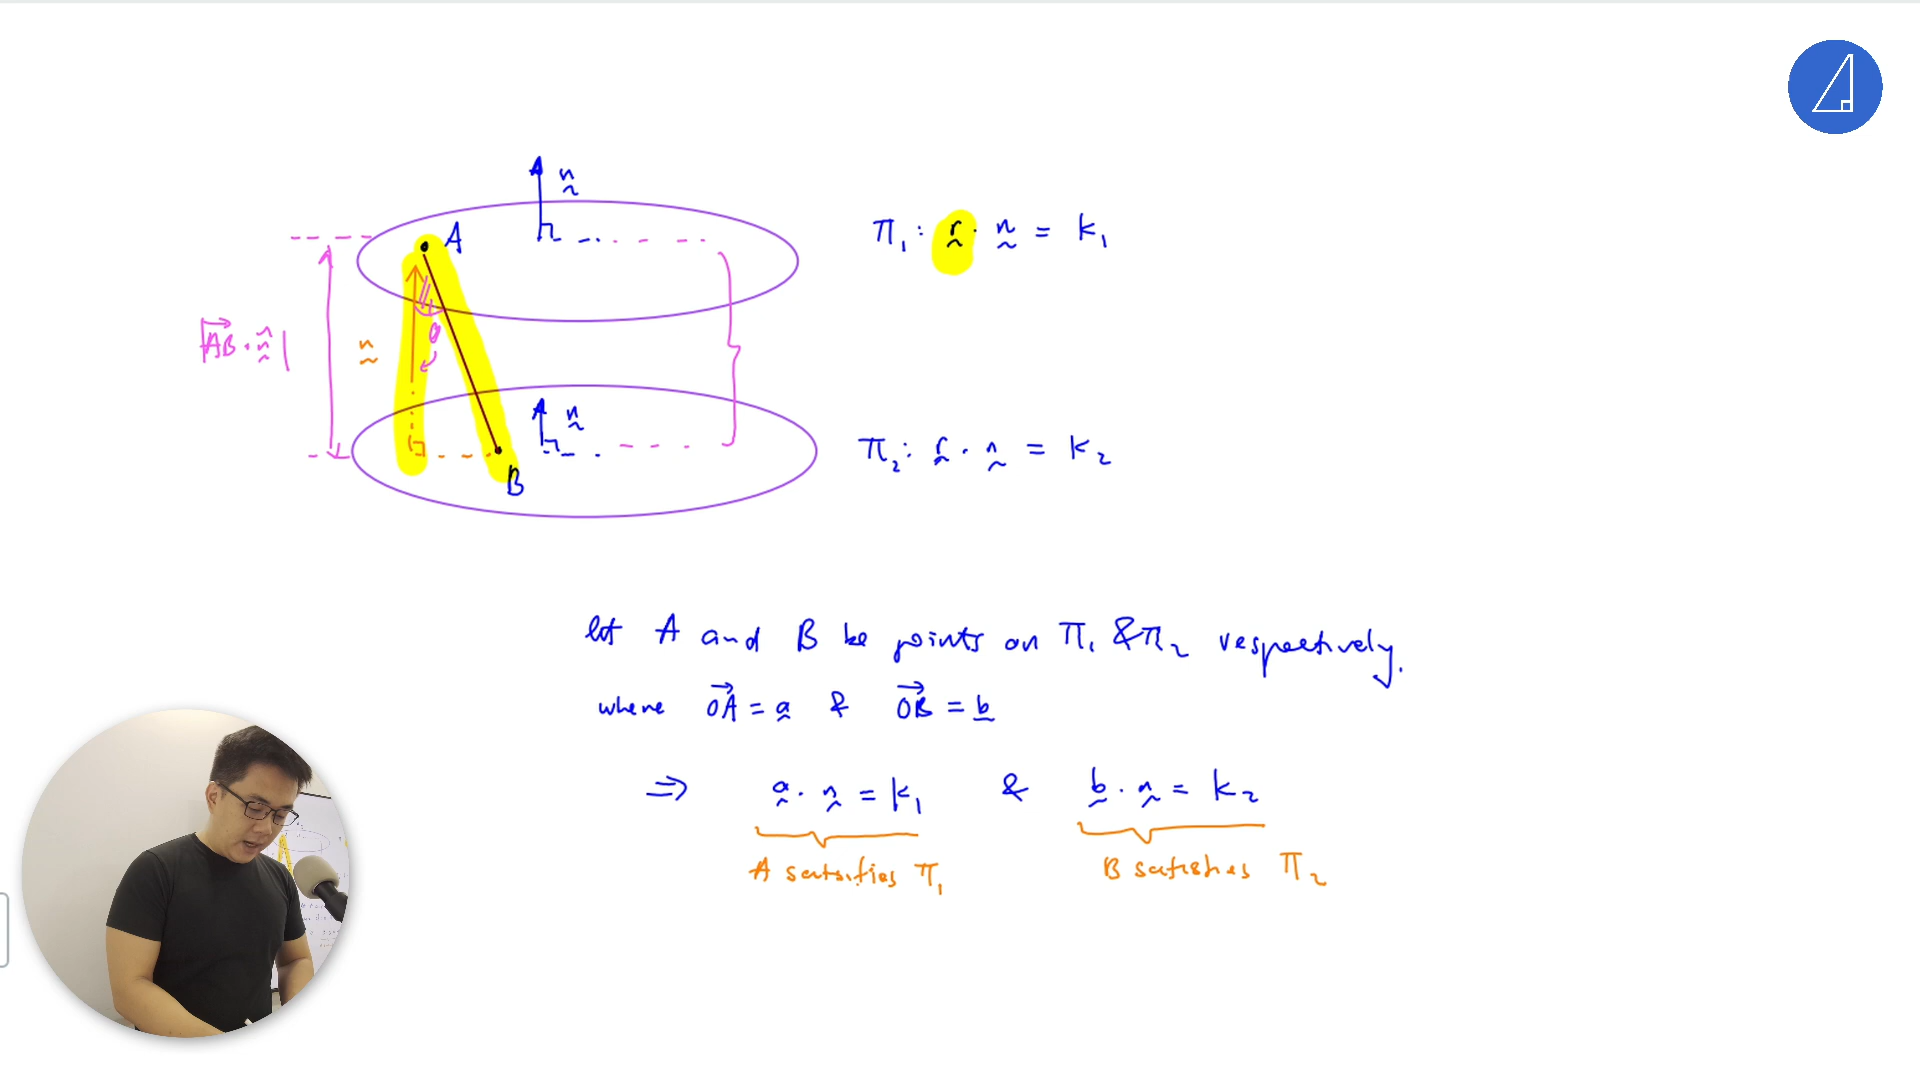 n
A
π₁ : r · n = k₁
|AB · n̂|
n
θ
n
π₂ : r · n = k₂
B
let A and B be points on π₁ & π₂ respectively.
where OA = a & OB = b
⇒ a · n = k₁ & b · n = k₂
A satisfies π₁ B satisfies π₂